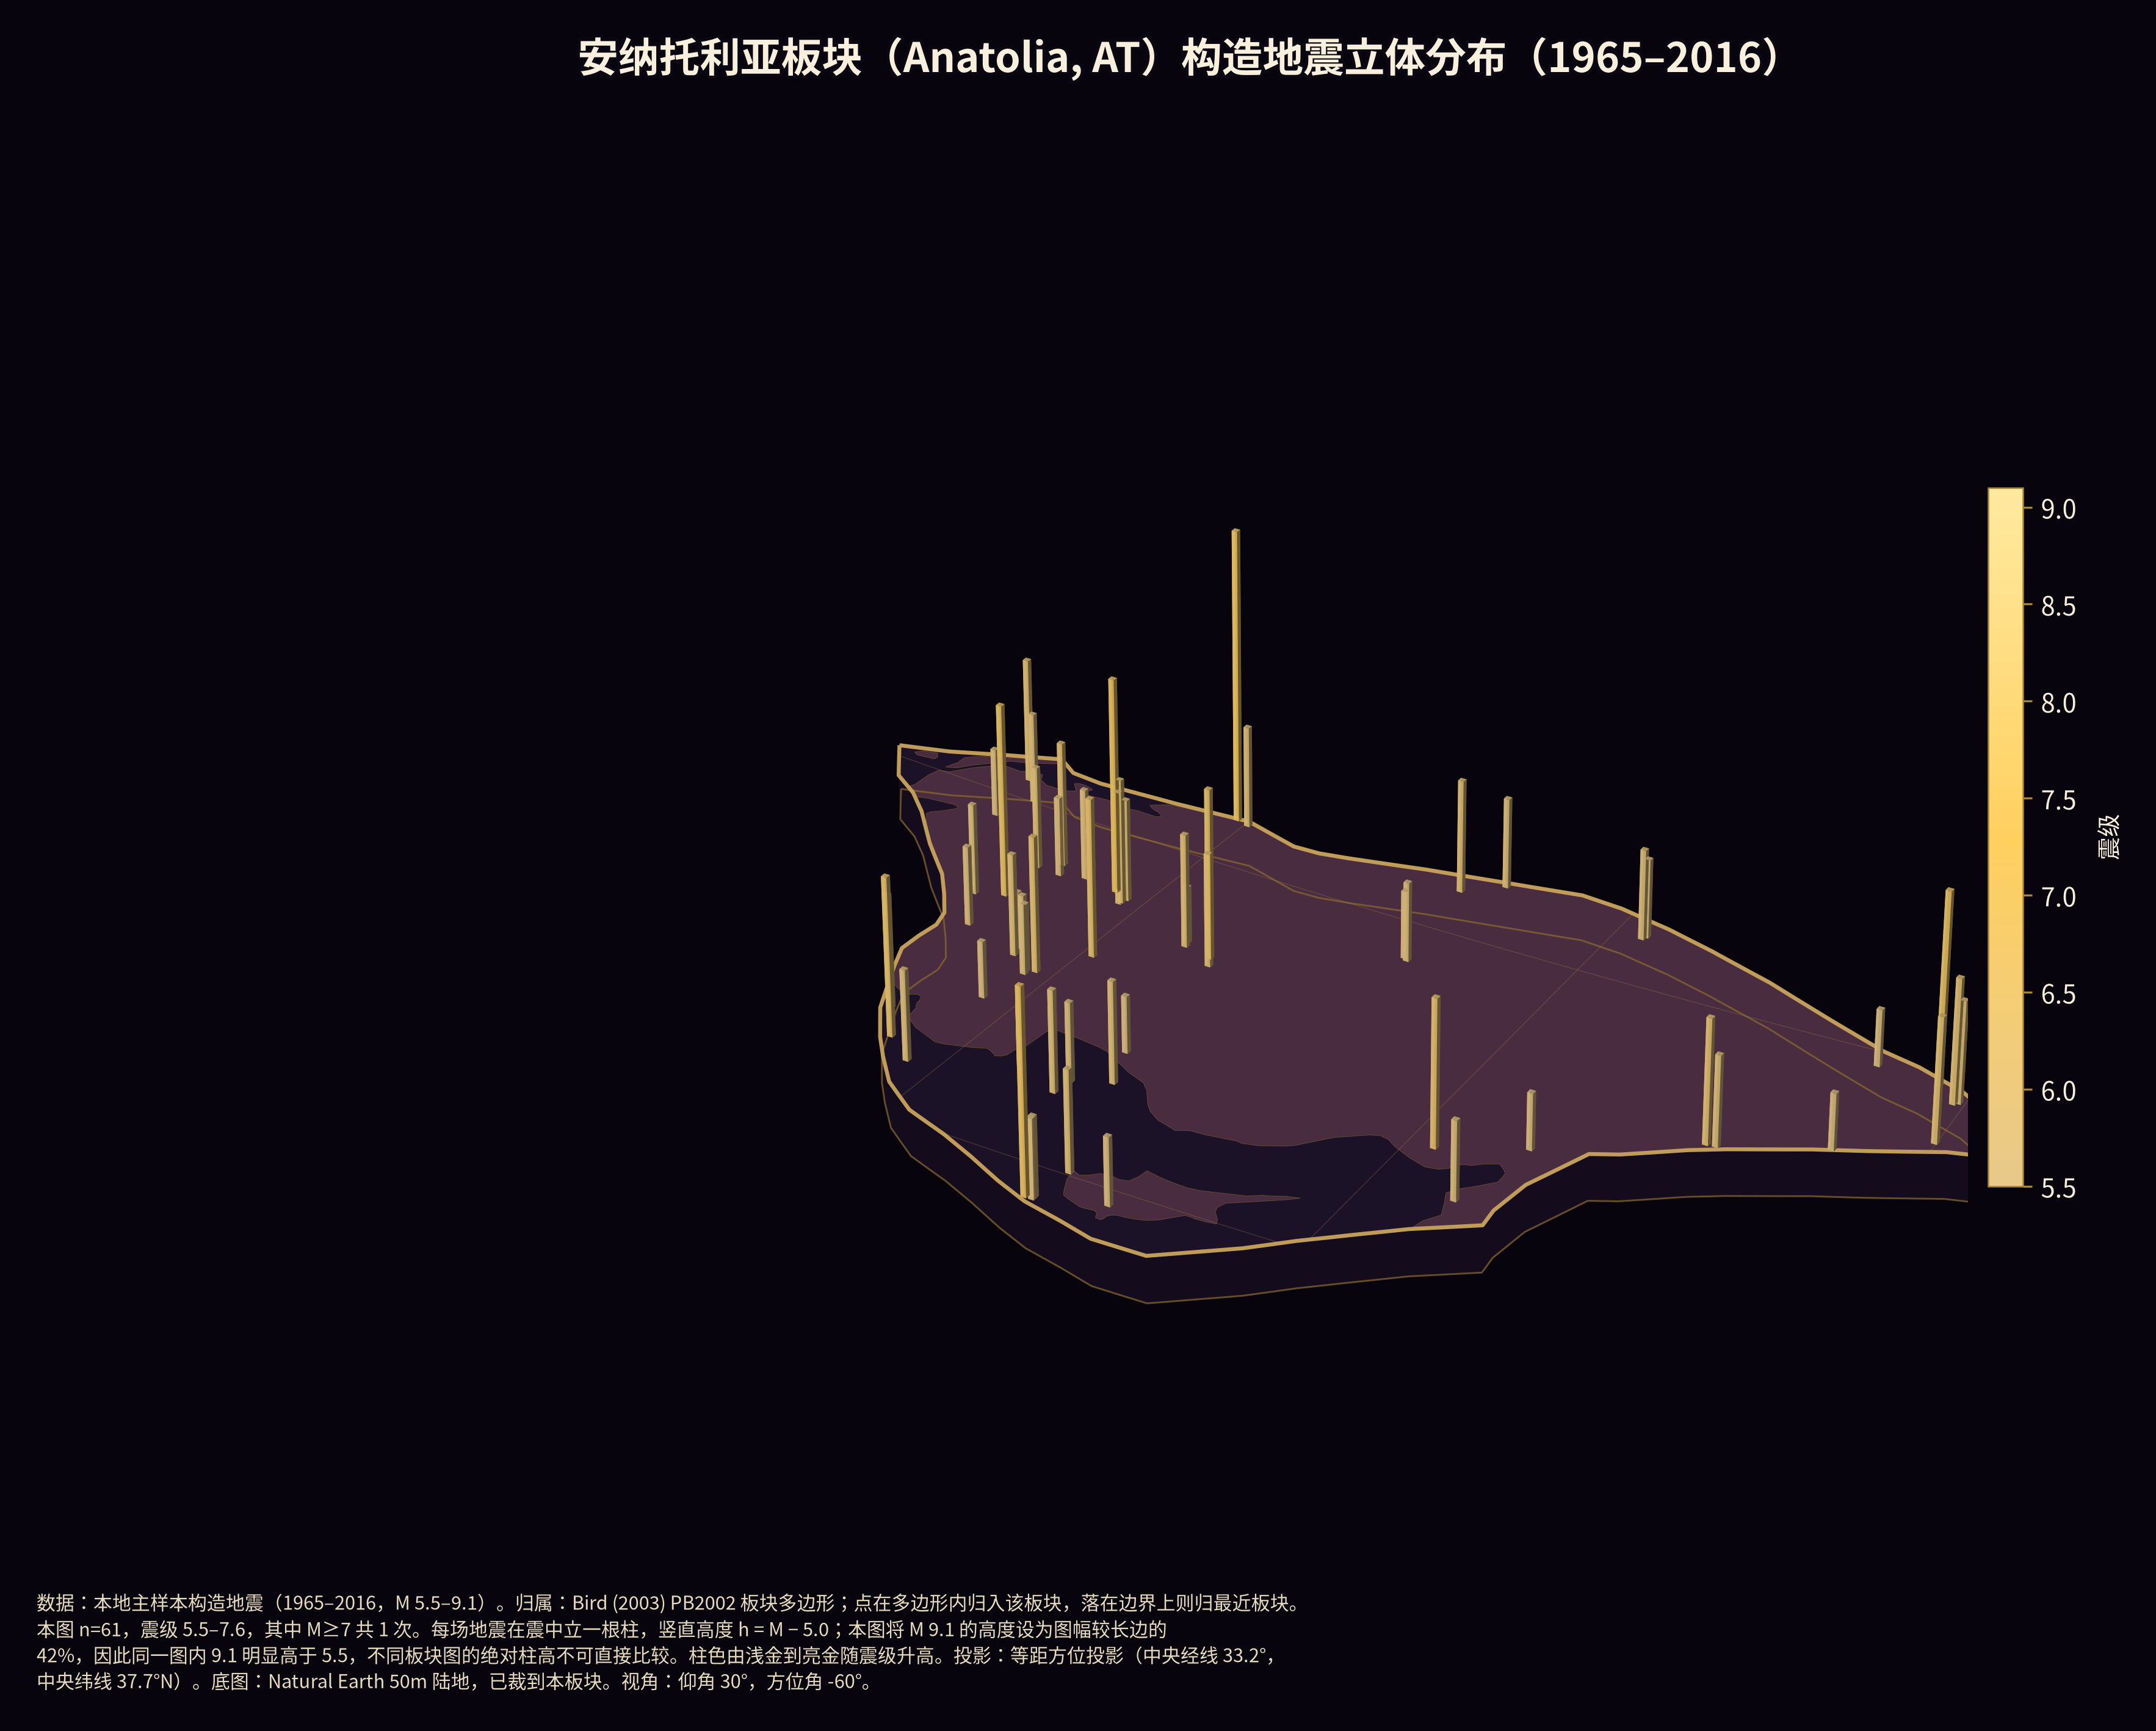 安纳托利亚板块（Anatolia, AT）构造地震立体分布（1965–2016）
9.0
8.5
8.0
7.5
7.0
6.5
6.0
5.5
震级
数据：本地主样本构造地震（1965–2016，M 5.5–9.1）。归属：Bird (2003) PB2002 板块多边形；点在多边形内归入该板块，落在边界上则归最近板块。
本图 n=61，震级 5.5–7.6，其中 M≥7 共 1 次。每场地震在震中立一根柱，竖直高度 h = M − 5.0；本图将 M 9.1 的高度设为图幅较长边的
42%，因此同一图内 9.1 明显高于 5.5，不同板块图的绝对柱高不可直接比较。柱色由浅金到亮金随震级升高。投影：等距方位投影（中央经线 33.2°，
中央纬线 37.7°N）。底图：Natural Earth 50m 陆地，已裁到本板块。视角：仰角 30°，方位角 -60°。